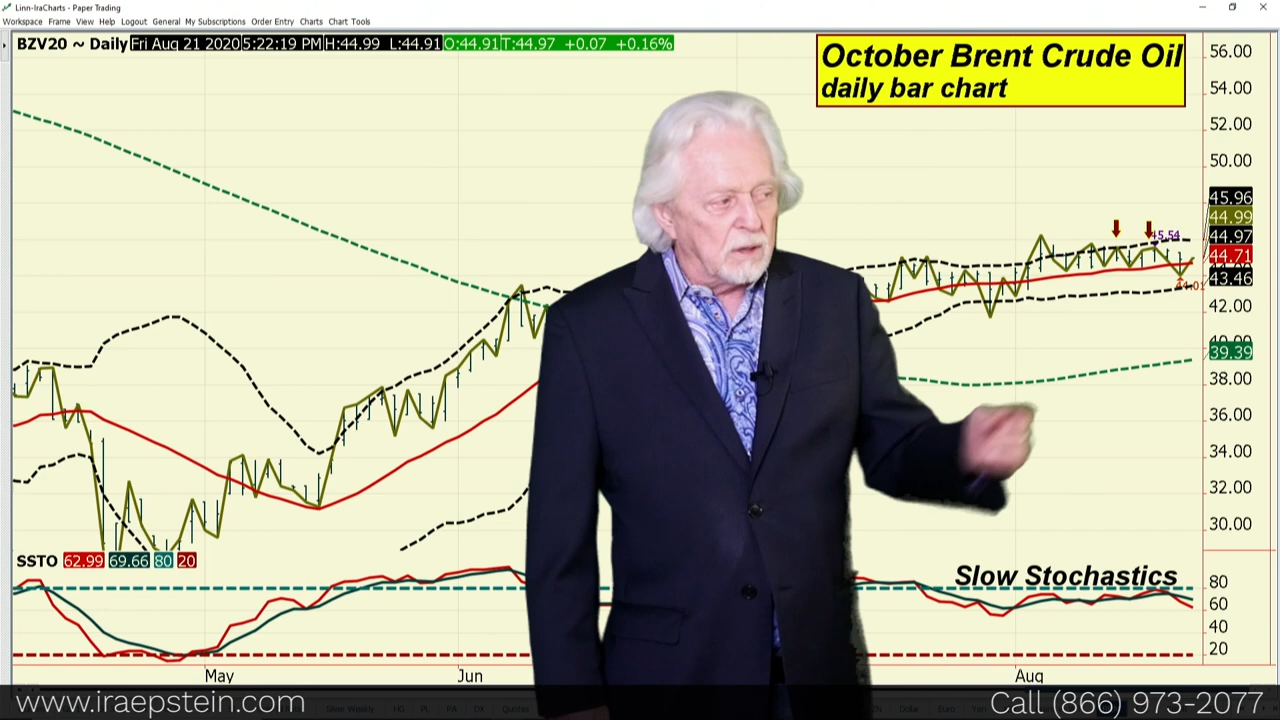 Linn-IraCharts - Paper Trading
Workspace Frame View Help Logout General My Subscriptions Order Entry Charts Chart Tools
BZV20 ~ Daily Fri Aug 21 2020 5:22:19 PM H:44.99 L:44.91 O:44.91 T:44.97 +0.07 +0.16%
October Brent Crude Oil
daily bar chart
56.00
54.00
52.00
50.00
45.96
44.99
45.54
44.97
44.71
43.46
44.01
42.00
39.39
38.00
36.00
34.00
32.00
30.00
SSTO 62.99 69.66 80 20
Slow Stochastics
80
60
40
20
May Jun Aug
www.iraepstein.com
Call (866) 973-2077